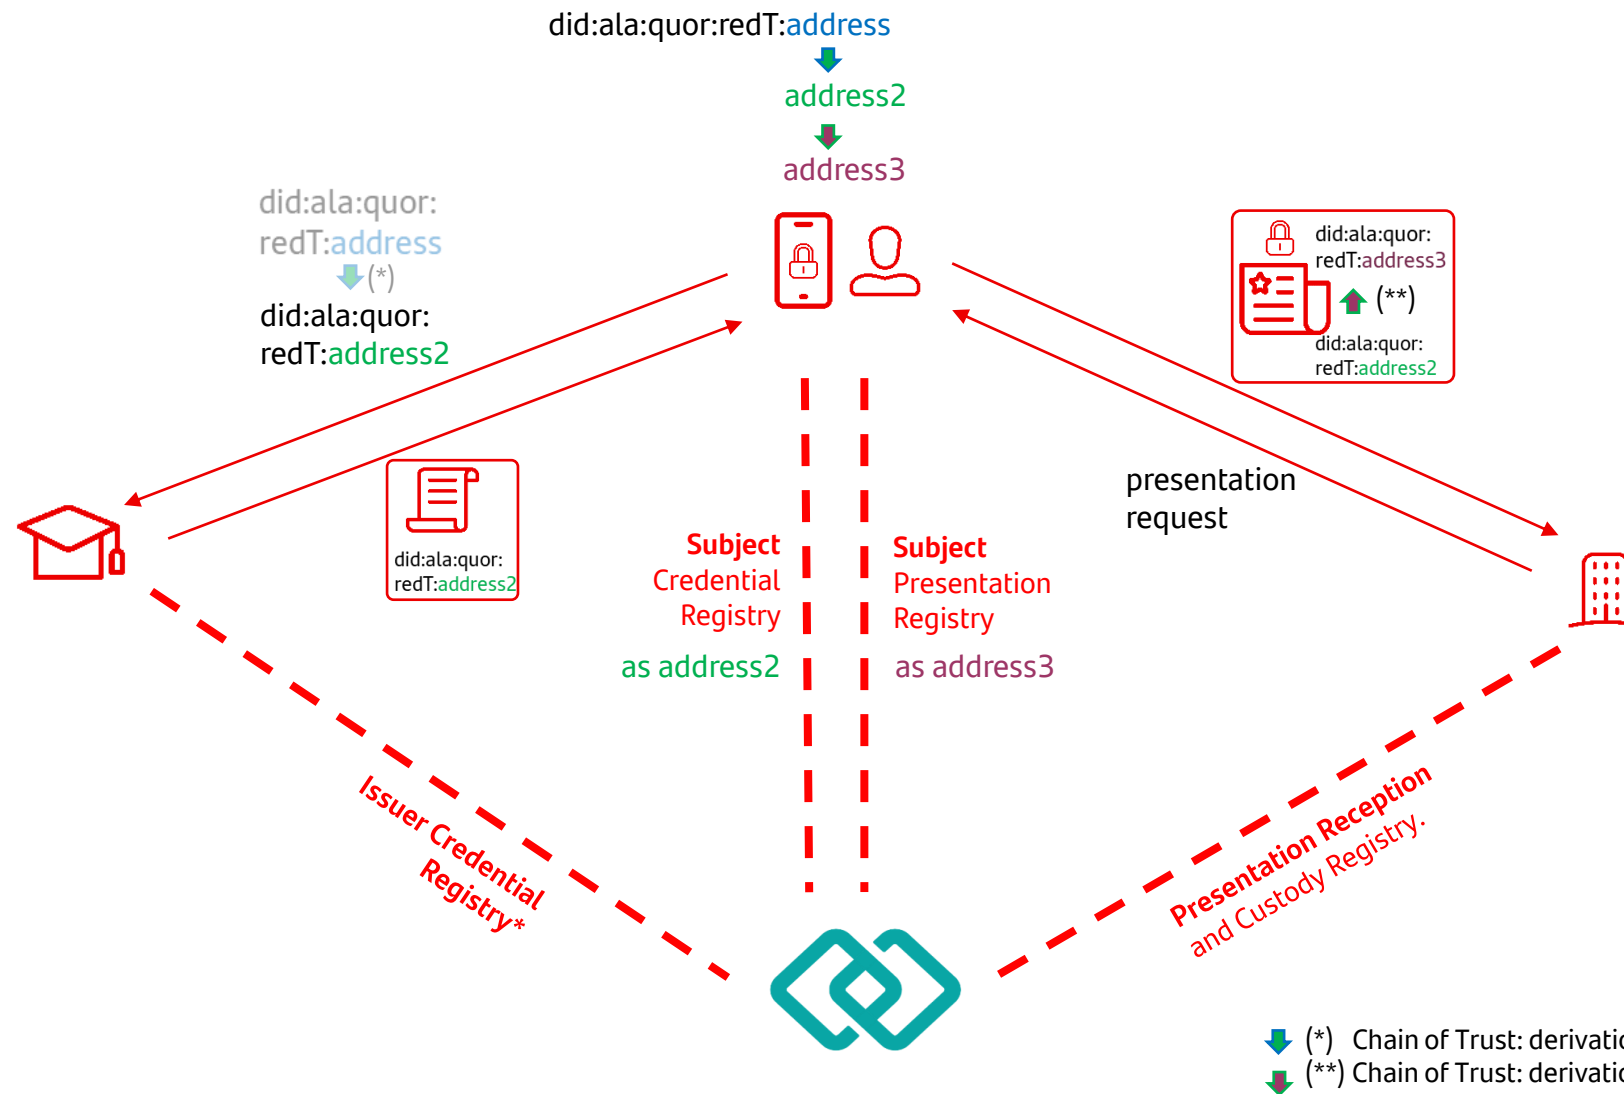 did:ala:quor:redT:address
address2
address3
did:ala:quor:
redT:address
(*)
did:ala:quor:
redT:address2
did:ala:quor:
redT:address3
(**)
did:ala:quor:
redT:address2
did:ala:quor:
redT:address2
presentation
request
Subject
Credential
Registry
as address2
Subject
Presentation
Registry
as address3
Issuer Credential
Registry*
Presentation Reception
and Custody Registry.
(*) Chain of Trust:
(**) Chain of Trust: